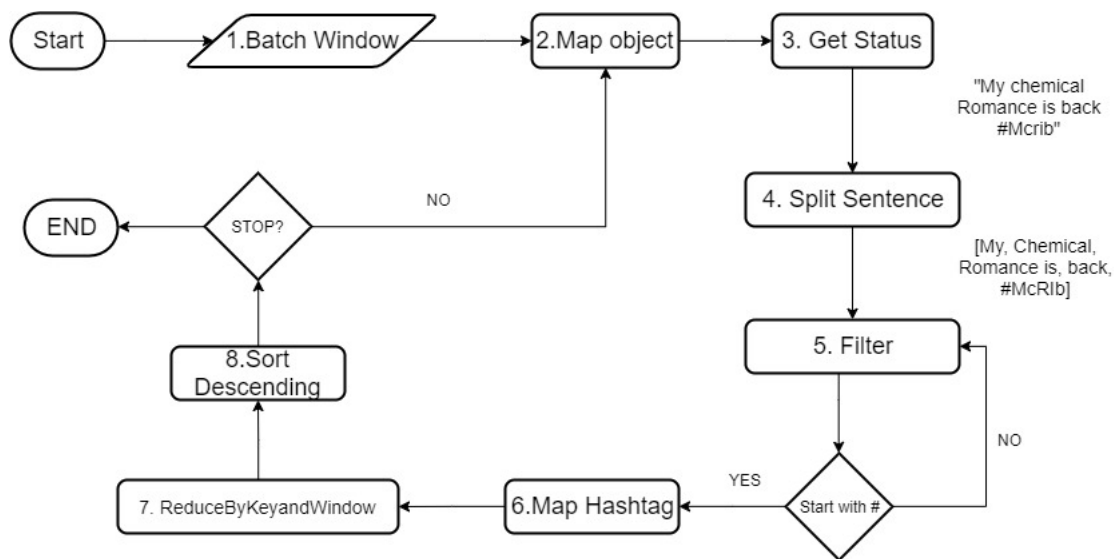 Start
1.Batch Window
2.Map object
3. Get Status
"My chemical
Romance is back
#Mcrib"
4. Split Sentence
END
STOP?
NO
[My, Chemical,
Romance is, back,
#McRIb]
5. Filter
8.Sort
Descending
NO
YES
7. ReduceByKeyandWindow
6.Map Hashtag
Start with #